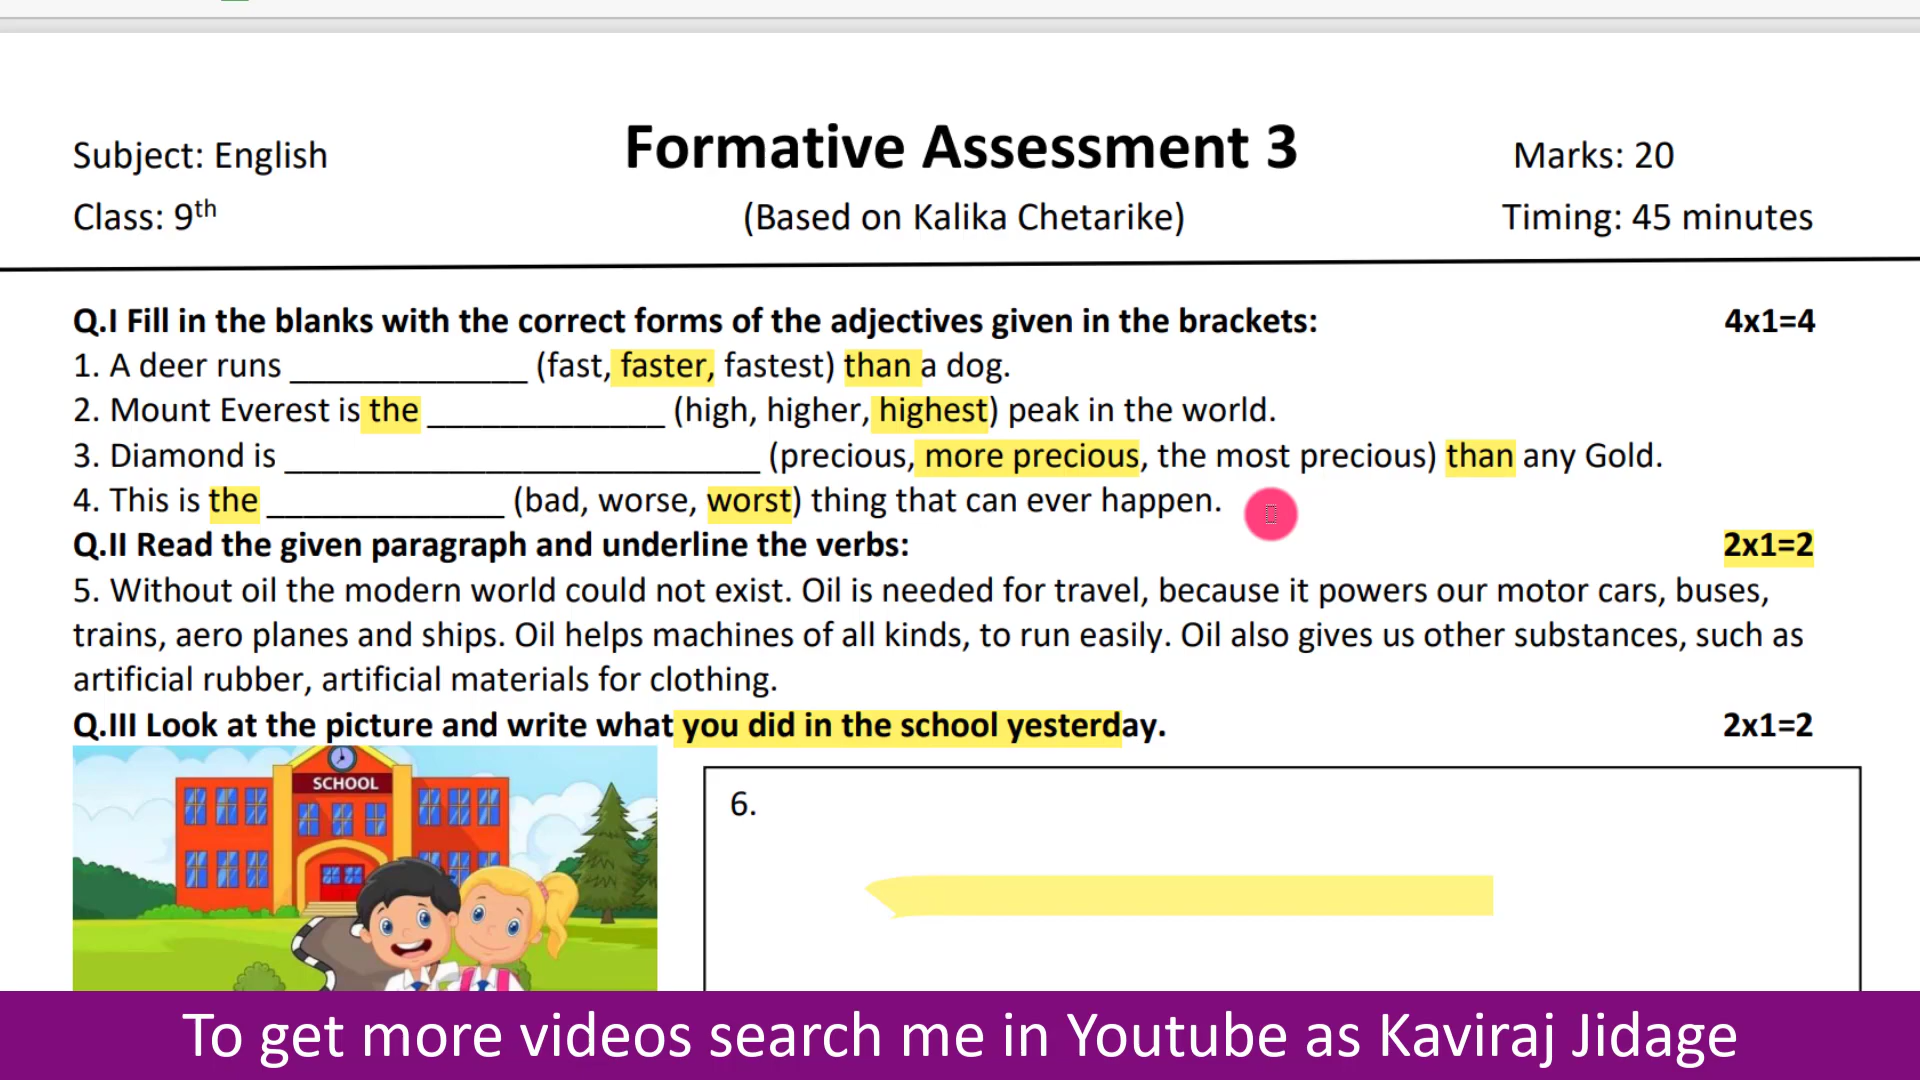 Subject: English
Formative Assessment 3
Marks: 20
Class: 9th
(Based on Kalika Chetarike)
Timing: 45 minutes
Q.I Fill in the blanks with the correct forms of the adjectives given in the brackets: 4x1=4
1. A deer runs _____________ (fast, faster, fastest) than a dog.
2. Mount Everest is the _____________ (high, higher, highest) peak in the world.
3. Diamond is __________________________ (precious, more precious, the most precious) than any Gold.
4. This is the _____________ (bad, worse, worst) thing that can ever happen.
Q.II Read the given paragraph and underline the verbs: 2x1=2
5. Without oil the modern world could not exist. Oil is needed for travel, because it powers our motor cars, buses,
trains, aero planes and ships. Oil helps machines of all kinds, to run easily. Oil also gives us other substances, such as
artificial rubber, artificial materials for clothing.
Q.III Look at the picture and write what you did in the school yesterday. 2x1=2
SCHOOL
6.
To get more videos search me in Youtube as Kaviraj Jidage